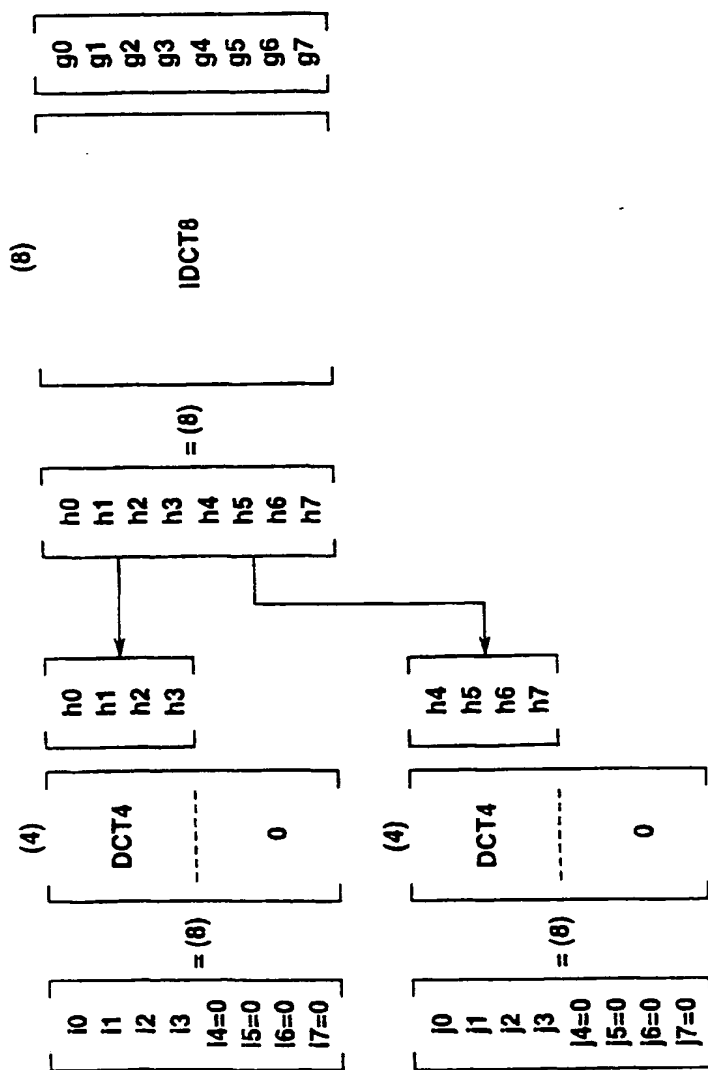 (4)
(8)
i0
i1
i2
i3
i4=0
i5=0
i6=0
i7=0
= (8)
DCT4
0
h0
h1
h2
h3
h0
h1
h2
h3
h4
h5
h6
h7
= (8)
IDCT8
g0
g1
g2
g3
g4
g5
g6
g7
(4)
j0
j1
j2
j3
j4=0
j5=0
j6=0
j7=0
= (8)
DCT4
0
h4
h5
h6
h7